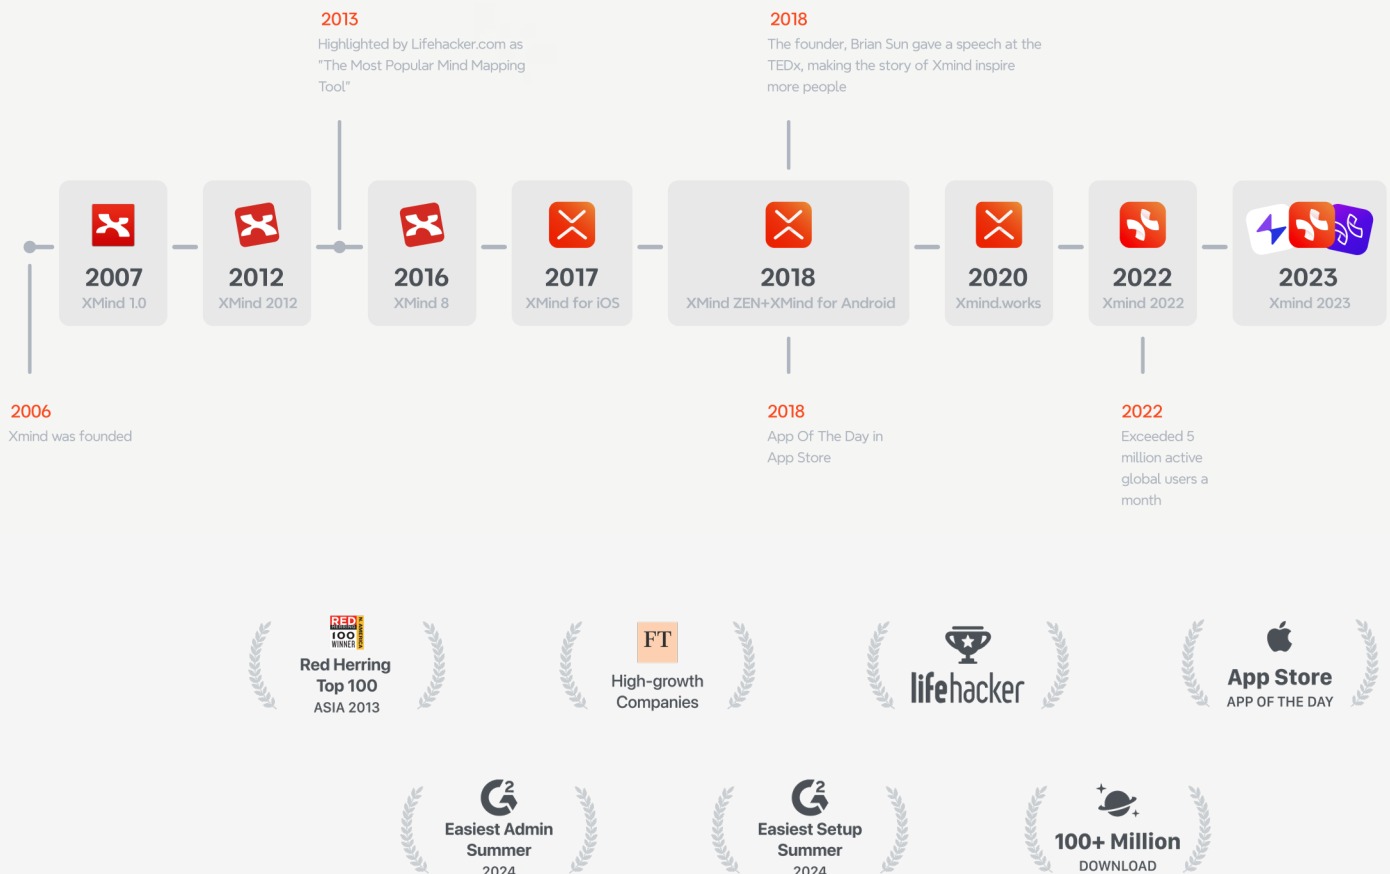 2013
Highlighted by Lifehacker.com as
"The Most Popular Mind Mapping
Tool"
2018
The founder, Brian Sun gave a speech at the
TEDx, making the story of Xmind inspire
more people
2007
XMind 1.0
2012
XMind 2012
2016
XMind 8
2017
XMind for iOS
2018
XMind ZEN+XMind for Android
2020
Xmind.works
2022
Xmind 2022
2023
Xmind 2023
2006
Xmind was founded
2018
App Of The Day in
App Store
2022
Exceeded 5
million active
global users a
month
RED
100
WINNER
N. AMERICA
Red Herring
Top 100
ASIA 2013
FT
High-growth
Companies
lifehacker
App Store
APP OF THE DAY
G2
Easiest Admin
Summer
2024
G2
Easiest Setup
Summer
2024
100+ Million
DOWNLOAD